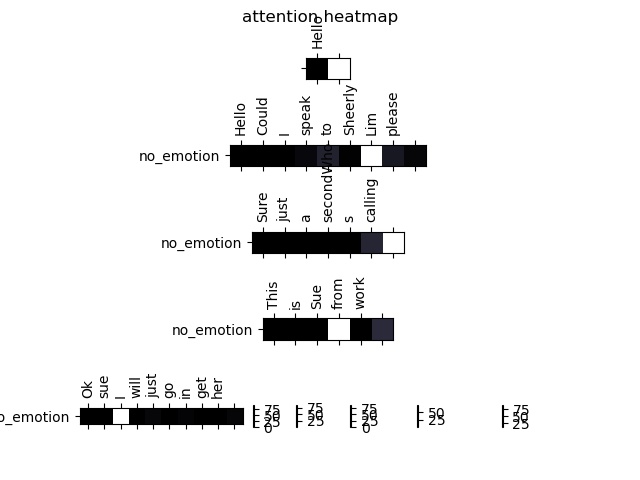 attention heatmap
Hello
Hello Could I speak to Sheerly Lim please
no_emotion
Sure just a second Who s calling
no_emotion
This is Sue from work
no_emotion
Ok sue I will just go in get her
o_emotion
75 75 75 50 75
50 50 50 25 50
25 25 25 25
0 0